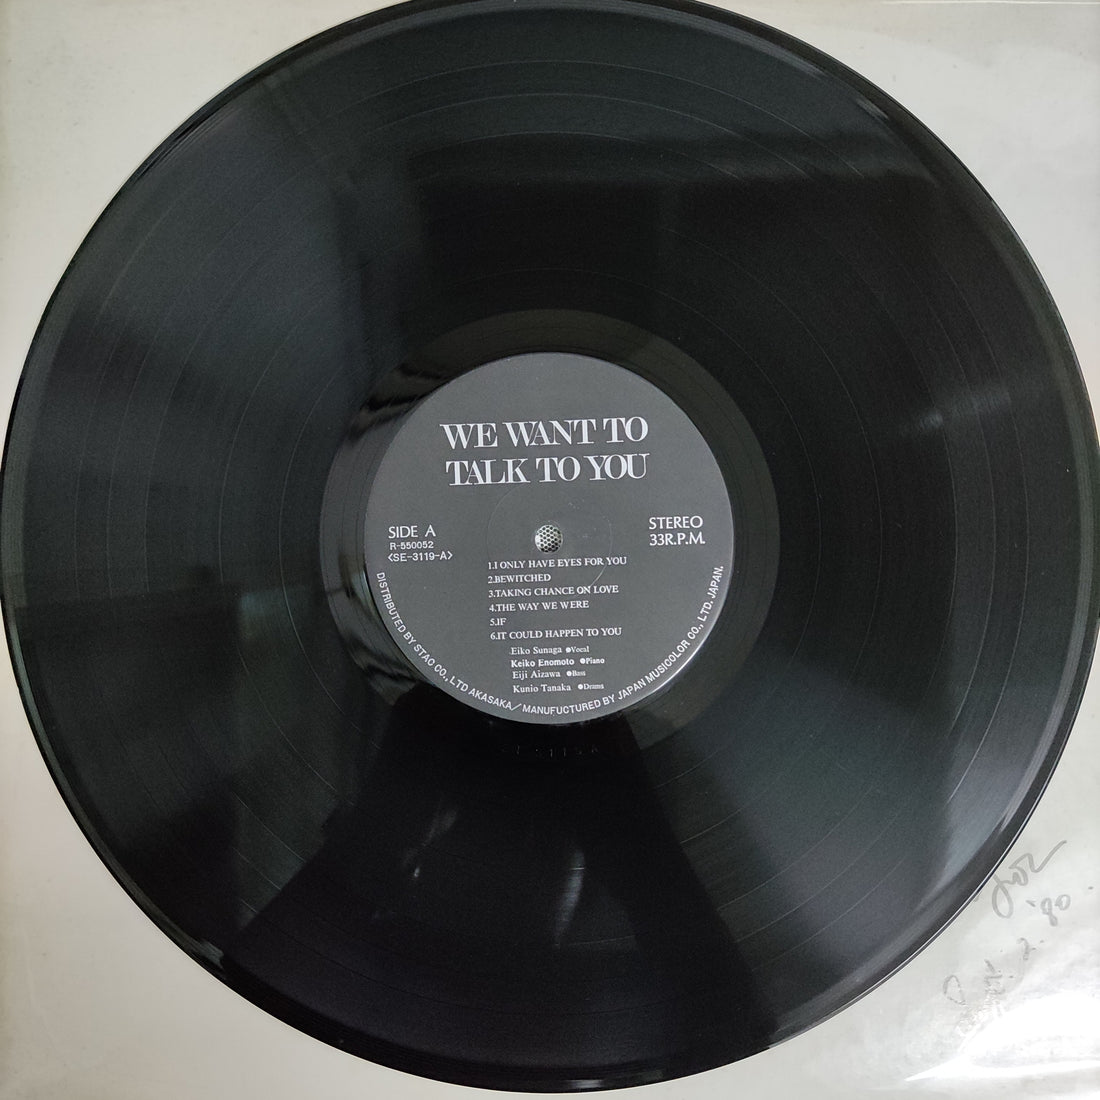 WE WANT TO
TALK TO YOU
SIDE A
R-550052
<SE-3119-A>
STEREO
33R.P.M.
1.I ONLY HAVE EYES FOR YOU
2.BEWITCHED
3.TAKING CHANCE ON LOVE
4.THE WAY WE WERE
5.IF
6.IT COULD HAPPEN TO YOU
Eiko Sunaga ●Vocal
Keiko Enomoto ●Piano
Eiji Aizawa ●Bass
Kunio Tanaka ●Drams
DISTRIBUTED BY STAO CO., LTD AKASAKA／MANUFUCTURED BY JAPAN MUSICOLOR CO., LTD. JAPAN.
'80.